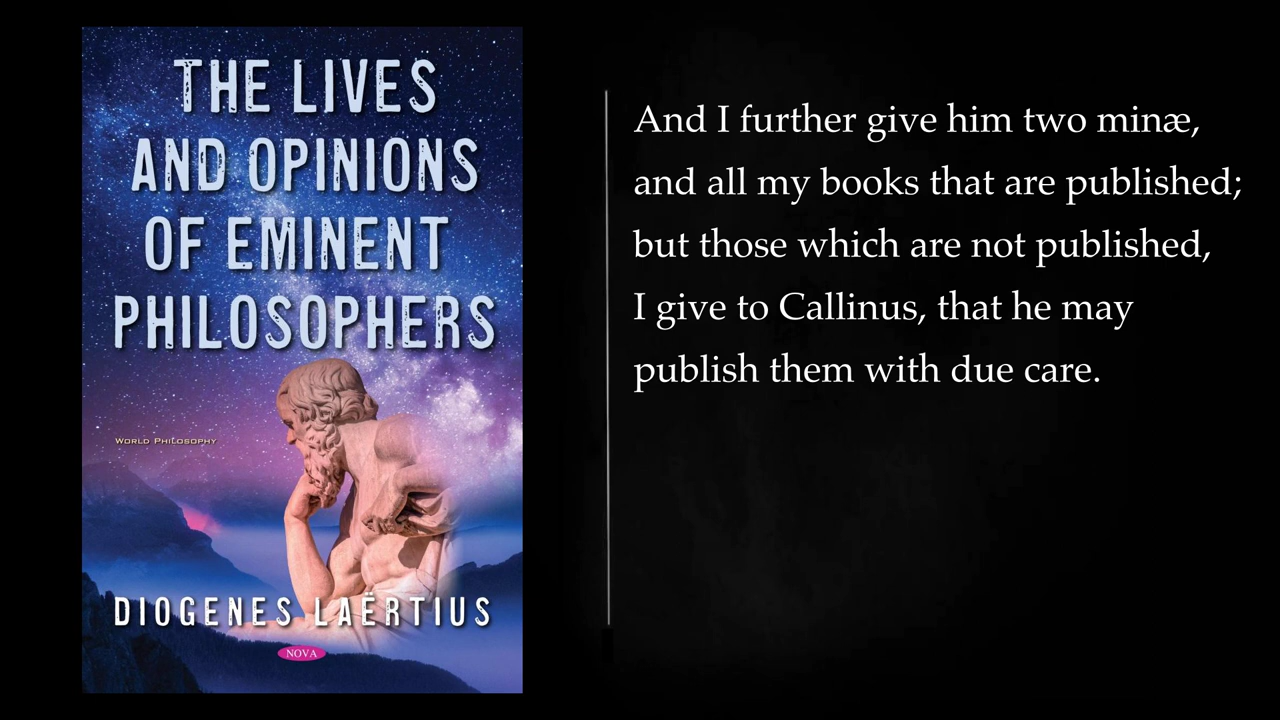 THE LIVES
AND OPINIONS
OF EMINENT
PHILOSOPHERS
WORLD PHILOSOPHY
DIOGENES LAËRTIUS
NOVA
And I further give him two minæ,
and all my books that are published;
but those which are not published,
I give to Callinus, that he may
publish them with due care.